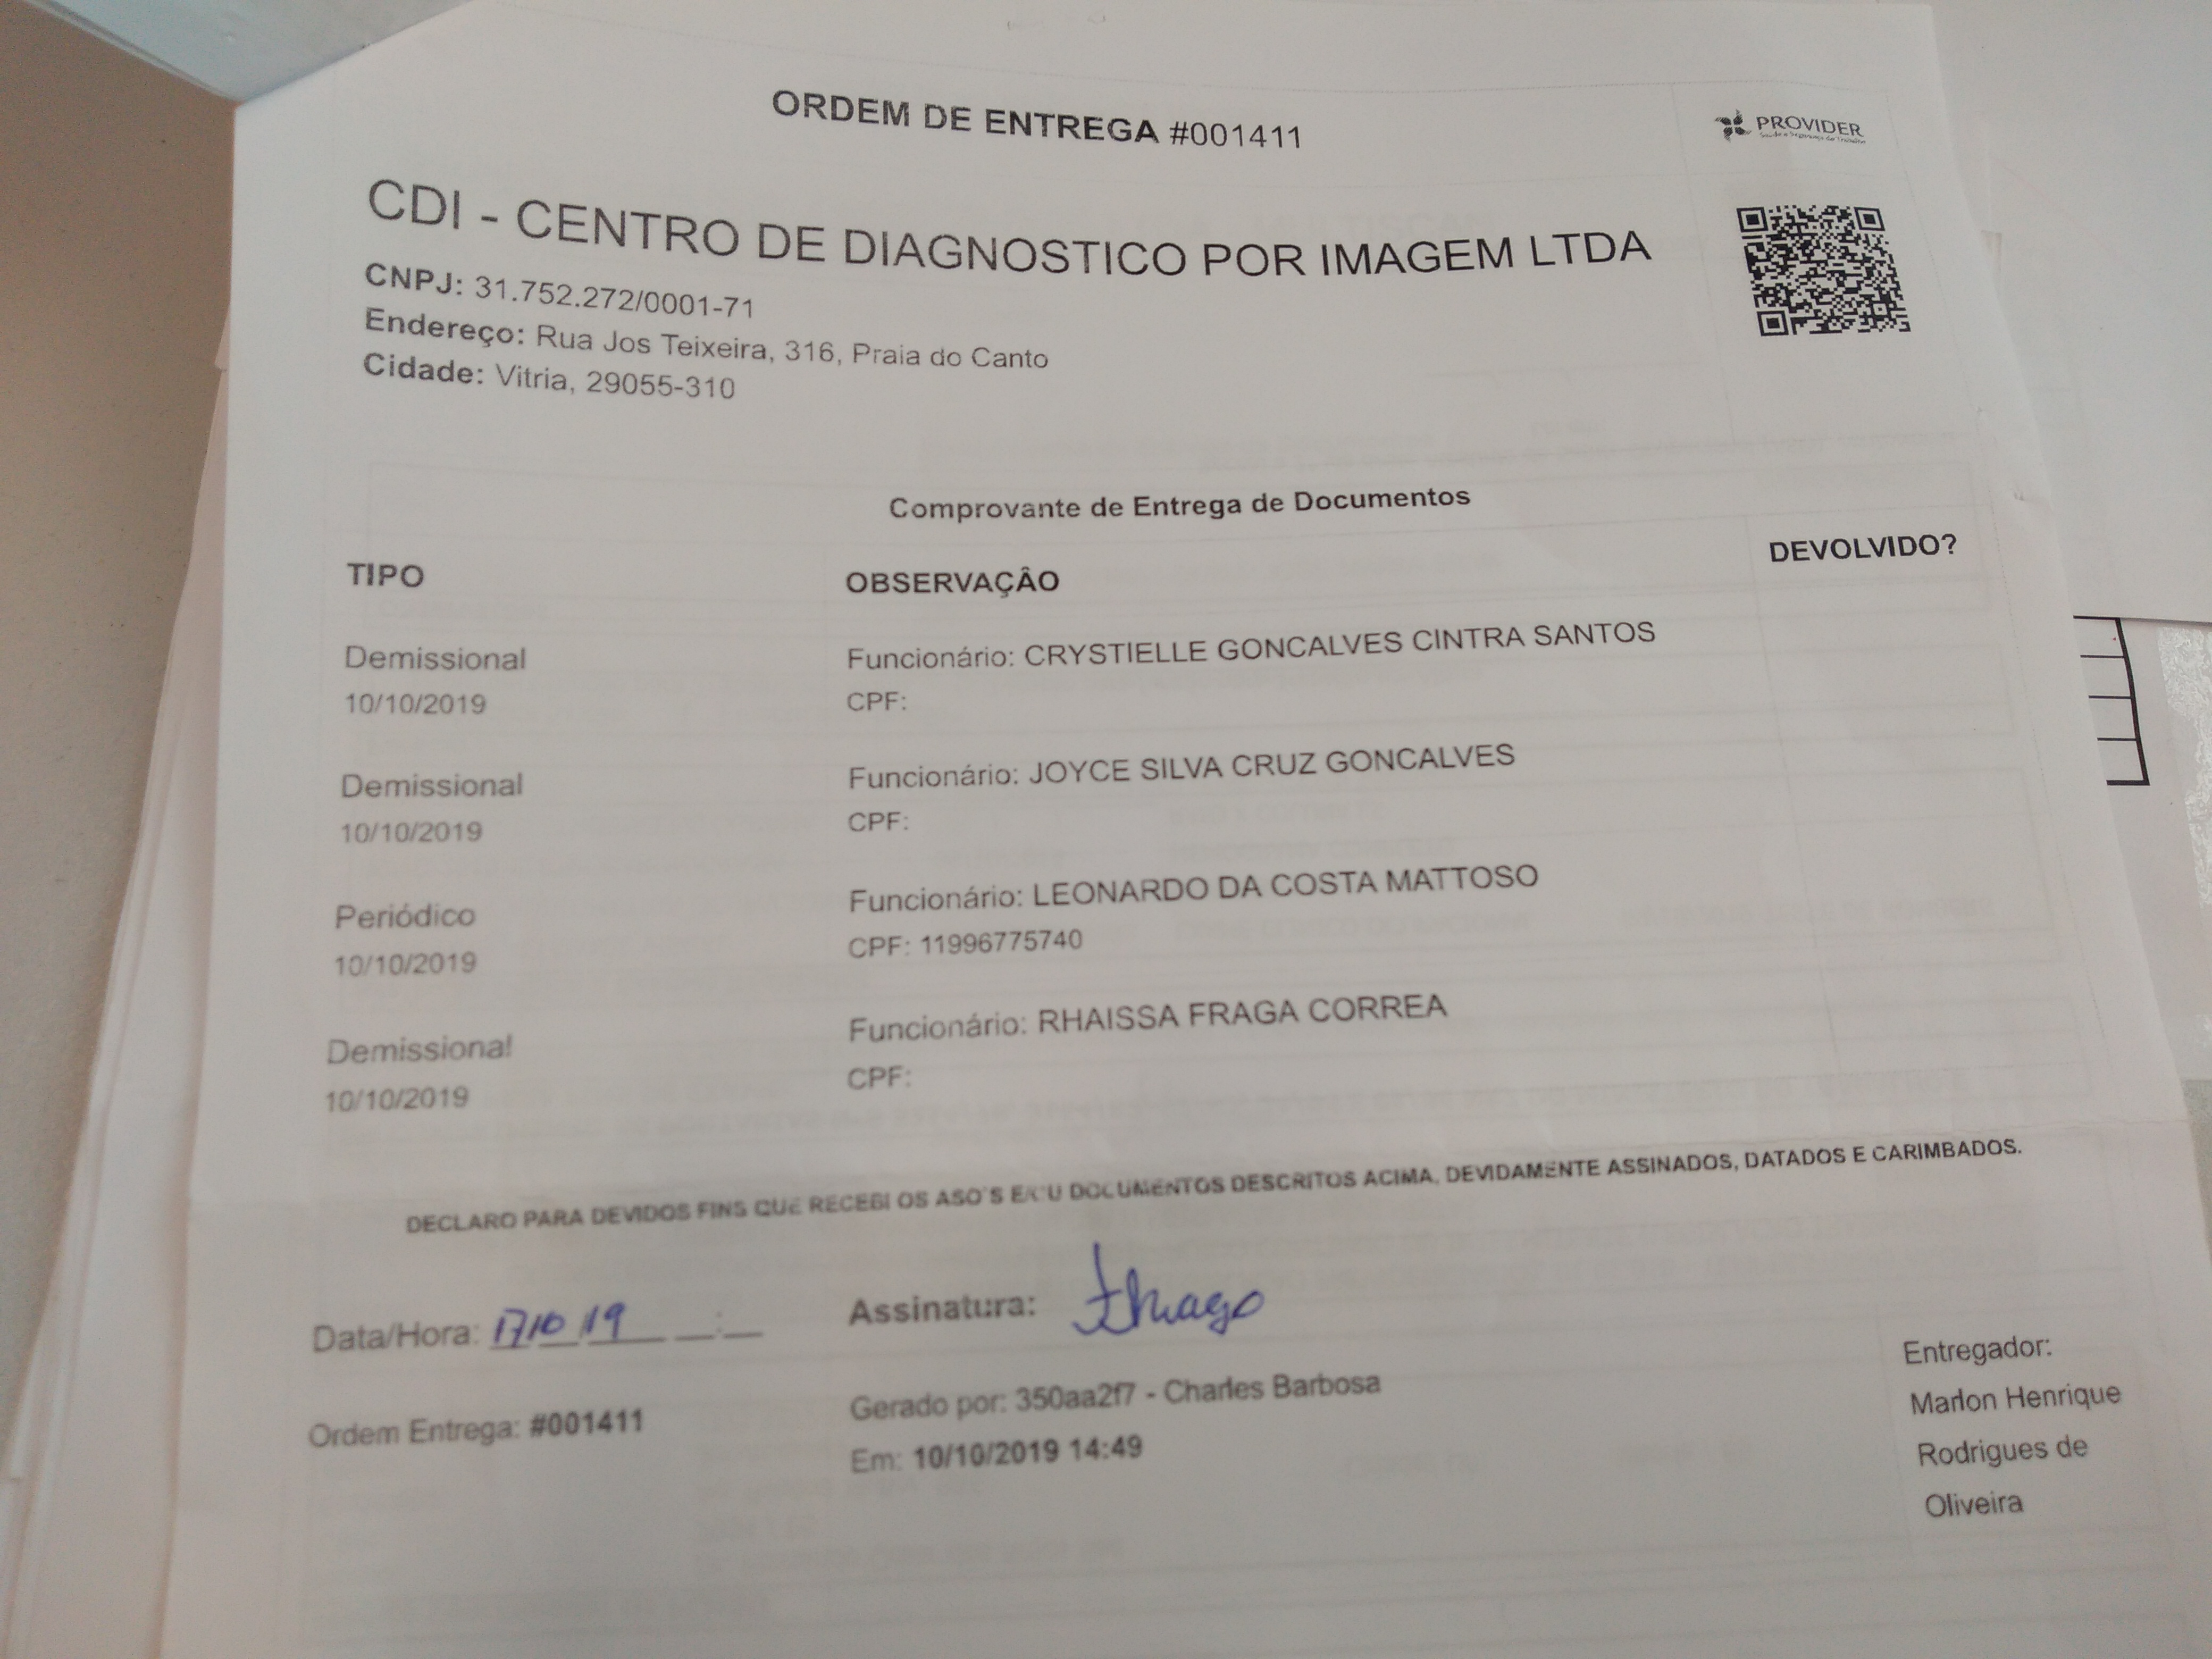 ORDEM DE ENTREGA #001411
PROVIDER
CDI - CENTRO DE DIAGNOSTICO POR IMAGEM LTDA
CNPJ: 31.752.272/0001-71
Endereço: Rua Jos Teixeira, 316, Praia do Canto
Cidade: Vitria, 29055-310
Comprovante de Entrega de Documentos
TIPO OBSERVAÇÂO DEVOLVIDO?
Demissional Funcionário: CRYSTIELLE GONCALVES CINTRA SANTOS
10/10/2019 CPF:
Demissional Funcionário: JOYCE SILVA CRUZ GONCALVES
10/10/2019 CPF:
Periódico Funcionário: LEONARDO DA COSTA MATTOSO
10/10/2019 CPF: 11996775740
Demissional Funcionário: RHAISSA FRAGA CORREA
10/10/2019 CPF:
DECLARO PARA DEVIDOS FINS QUE RECEBI OS ASO'S E/OU DOCUMENTOS DESCRITOS ACIMA, DEVIDAMENTE ASSINADOS, DATADOS E CARIMBADOS.
Data/Hora: 17/10/19 __:__ Assinatura: Thiago
Ordem Entrega: #001411
Gerado por: 350aa2f7 - Charles Barbosa
Em: 10/10/2019 14:49
Entregador:
Marlon Henrique
Rodrigues de
Oliveira